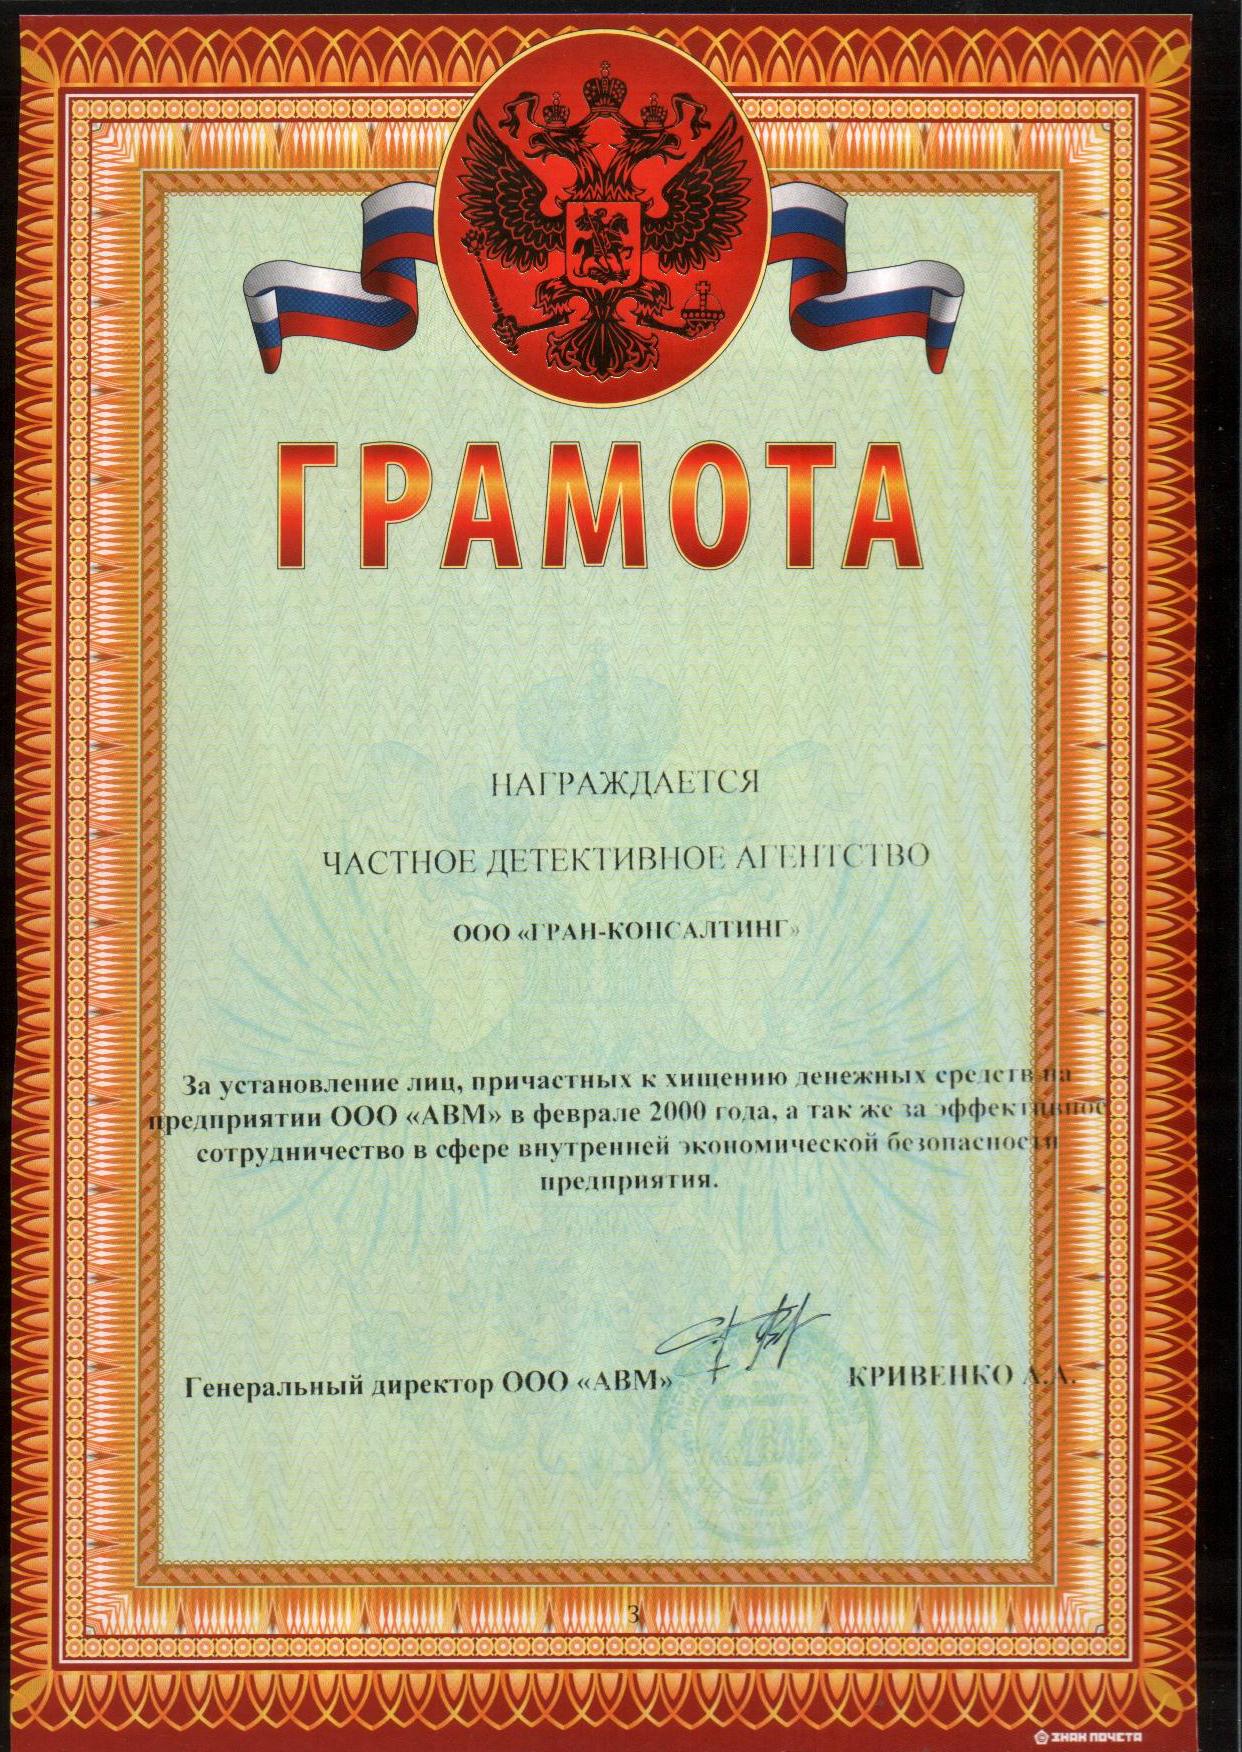 ГРАМОТА
НАГРАЖДАЕТСЯ
ЧАСТНОЕ ДЕТЕКТИВНОЕ АГЕНТСТВО
ООО «ГРАН-КОНСАЛТИНГ»
За установление лиц, причастных к хищению денежных средств на
предприятии ООО «АВМ» в феврале 2000 года, а так же за эффективное
сотрудничество в сфере внутренней экономической безопасности
предприятия.
Генеральный директор ООО «АВМ»
КРИВЕНКО А.А.
3
ЗНАК ПОЧЕТА